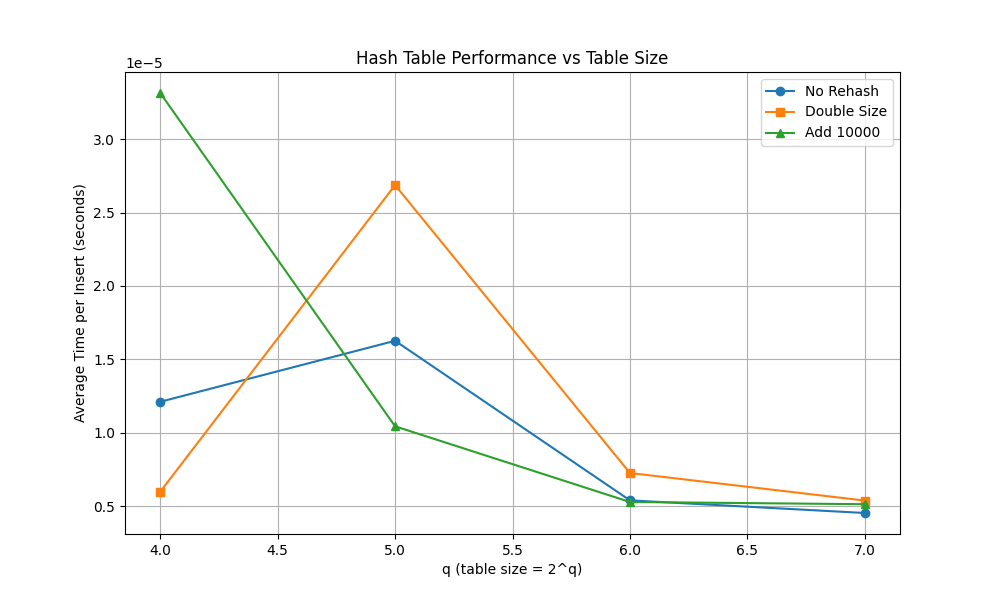 Hash Table Performance vs Table Size
1e−5
No Rehash
Double Size
Add 10000
3.0
2.5
2.0
1.5
1.0
0.5
Average Time per Insert (seconds)
4.0 4.5 5.0 5.5 6.0 6.5 7.0
q (table size = 2^q)